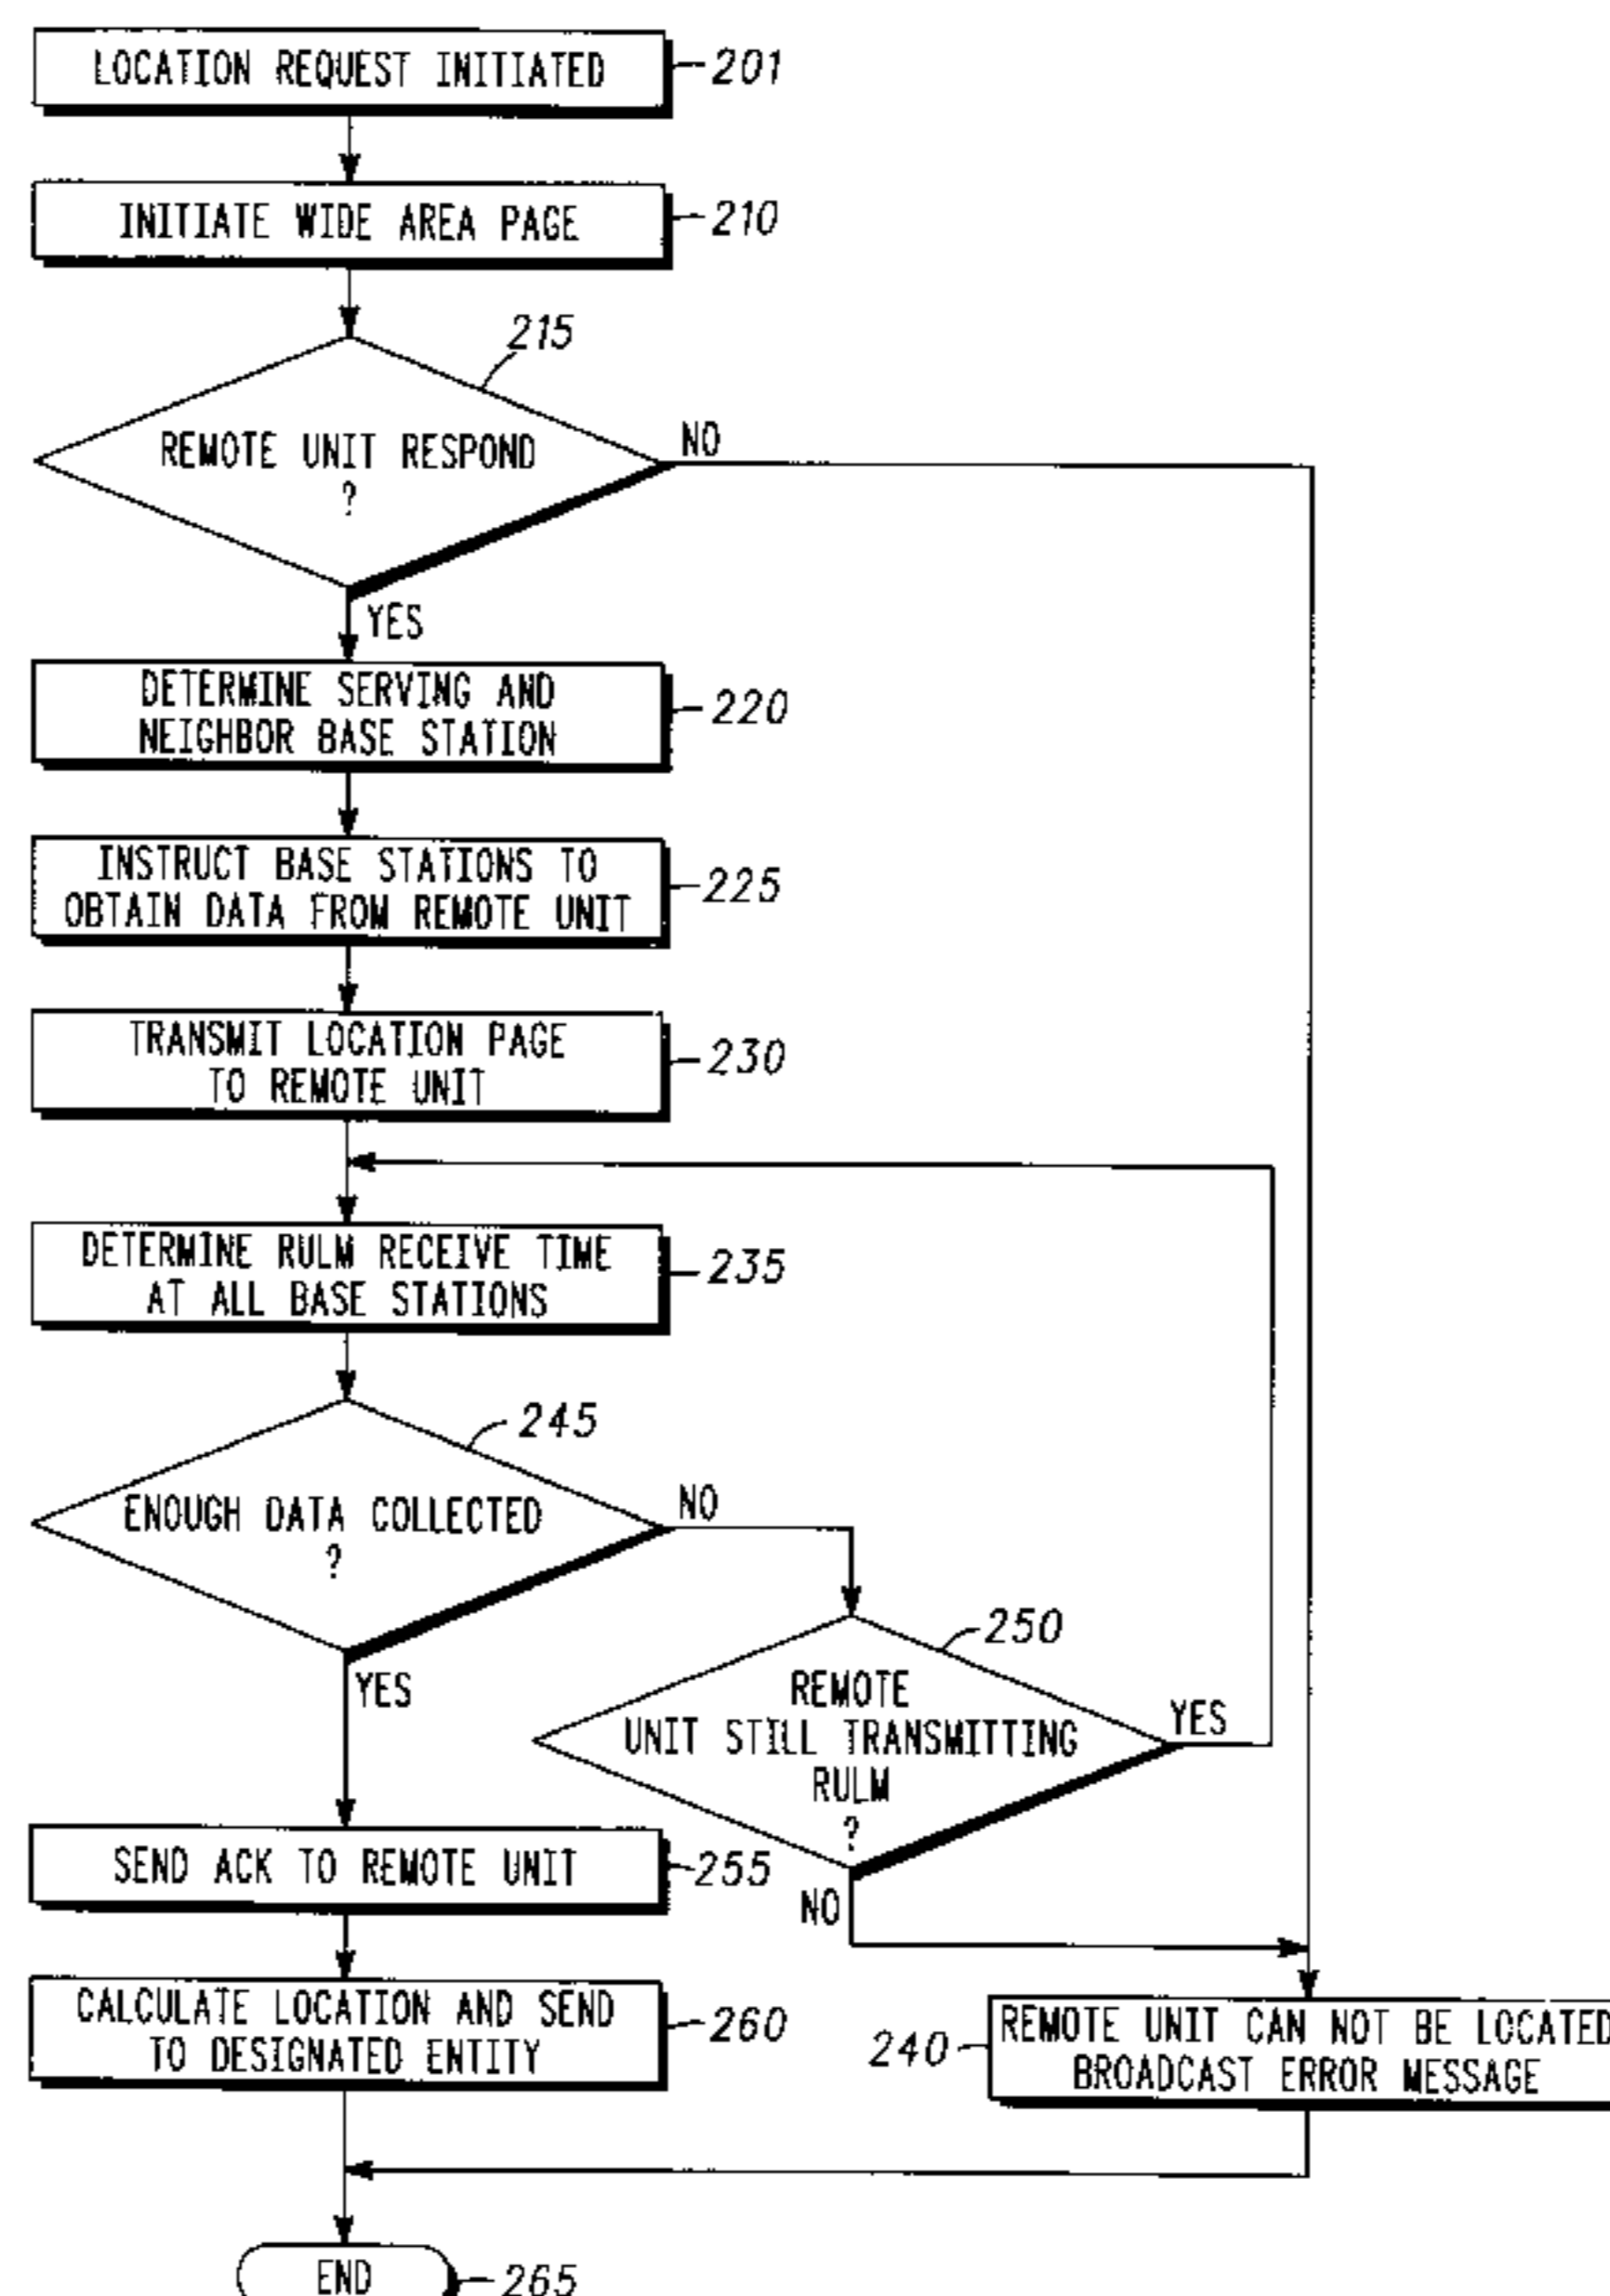 LOCATION REQUEST INITIATED
201
INITIATE WIDE AREA PAGE
210
215
REMOTE UNIT RESPOND
?
NO
YES
DETERMINE SERVING AND
NEIGHBOR BASE STATION
220
INSTRUCT BASE STATIONS TO
OBTAIN DATA FROM REMOTE UNIT
225
TRANSMIT LOCATION PAGE
TO REMOTE UNIT
230
DETERMINE RULM RECEIVE TIME
AT ALL BASE STATIONS
235
245
ENOUGH DATA COLLECTED
?
NO
YES
250
REMOTE
UNIT STILL TRANSMITTING
RULM
?
YES
NO
SEND ACK TO REMOTE UNIT
255
CALCULATE LOCATION AND SEND
TO DESIGNATED ENTITY
260
240
REMOTE UNIT CAN NOT BE LOCATED
BROADCAST ERROR MESSAGE
END
265